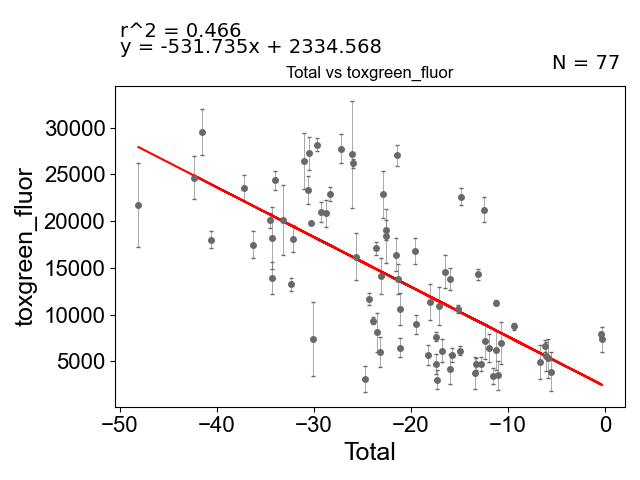 r^2 = 0.466
y = -531.735x + 2334.568
N = 77
Total vs toxgreen_fluor
30000
25000
20000
15000
10000
5000
toxgreen_fluor
−50 −40 −30 −20 −10 0
Total